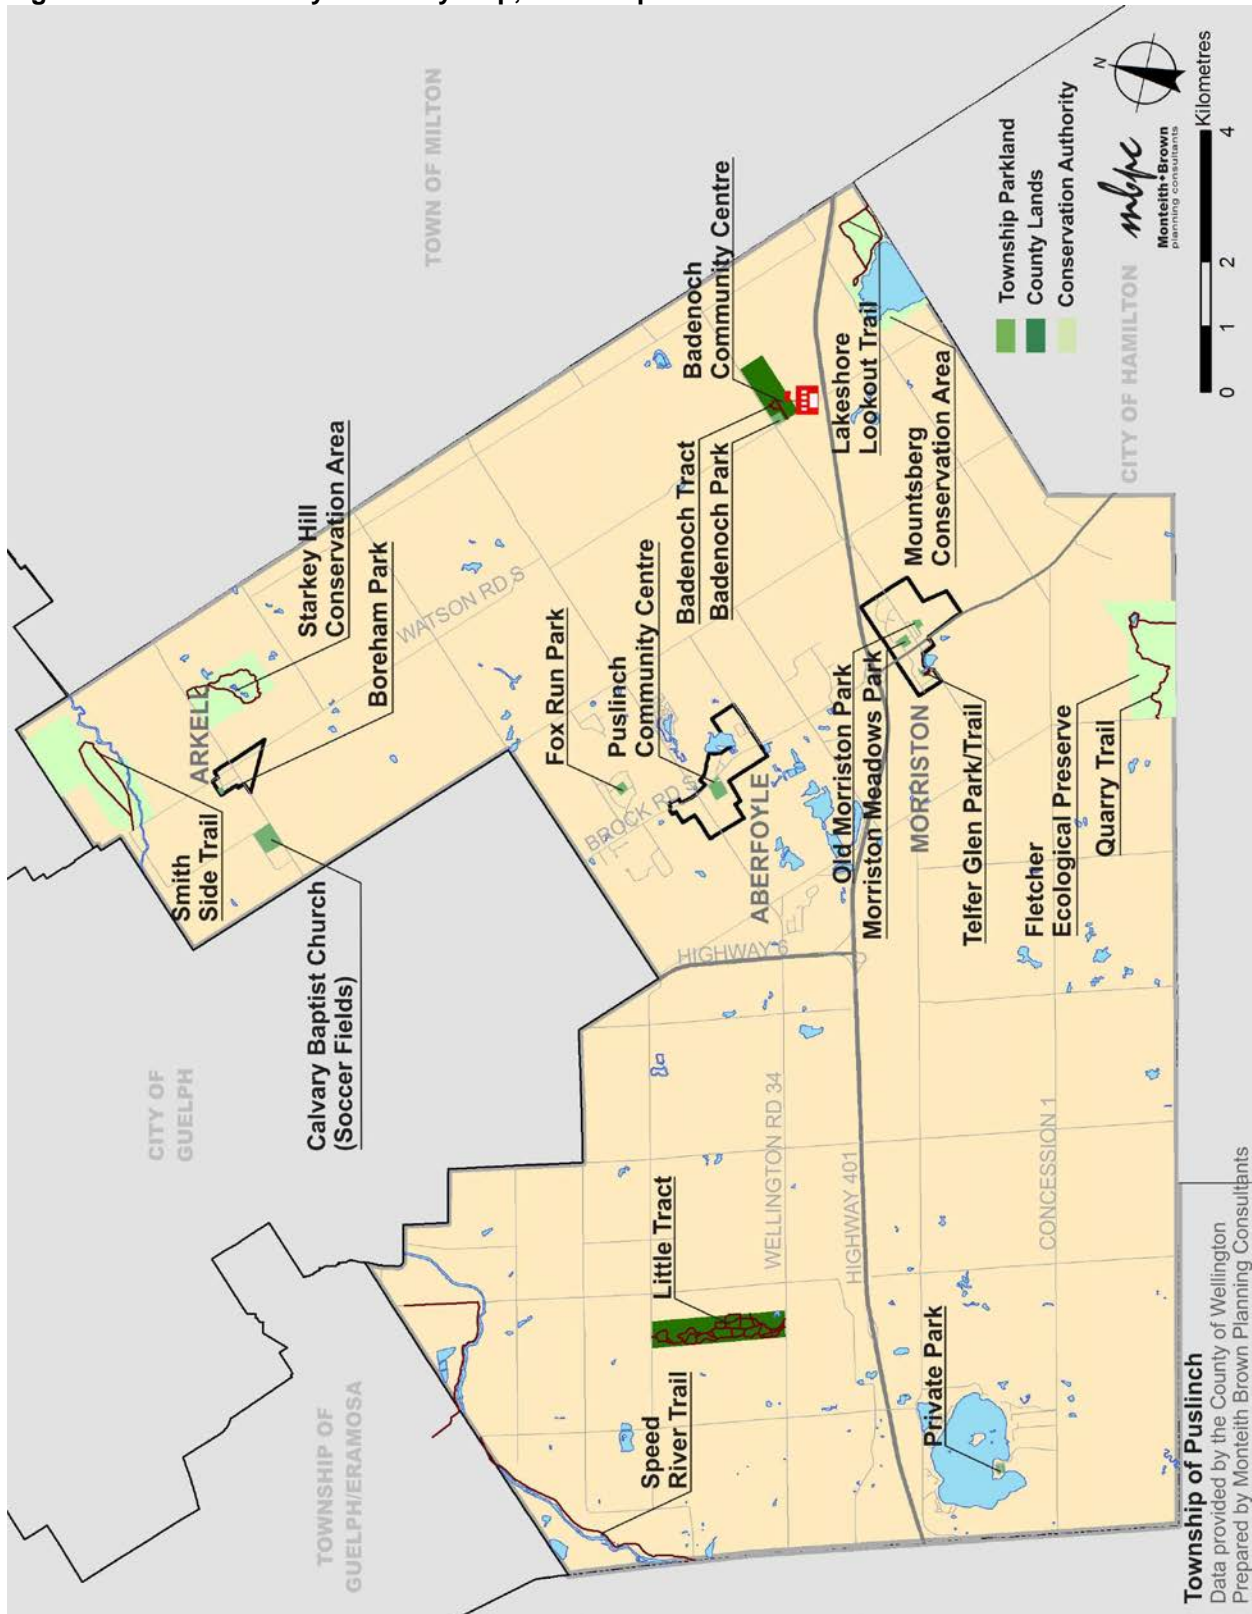 TOWN OF MILTON
CITY OF
GUELPH
TOWNSHIP OF
GUELPH/ERAMOSA
CITY OF HAMILTON
Smith
Side Trail
ARKELL
Starkey Hill
Conservation Area
Boreham Park
Calvary Baptist Church
(Soccer Fields)
WATSON RD S
Fox Run Park
Puslinch
Community Centre
BROCK RD S
ABERFOYLE
HIGHWAY 6
Badenoch
Community Centre
Badenoch Tract
Badenoch Park
Lakeshore
Lookout Trail
Mountsberg
Conservation Area
Old Morriston Park
Morriston Meadows Park
MORRISTON
Telfer Glen Park/Trail
Fletcher
Ecological Preserve
Quarry Trail
Little Tract
WELLINGTON RD 34
HIGHWAY 401
CONCESSION 1
Speed
River Trail
Private Park
Township Parkland
County Lands
Conservation Authority
N
mbpc
Monteith+Brown
planning consultants
0 1 2 4
Kilometres
Township of Puslinch
Data provided by the County of Wellington
Prepared by Monteith Brown Planning Consultants